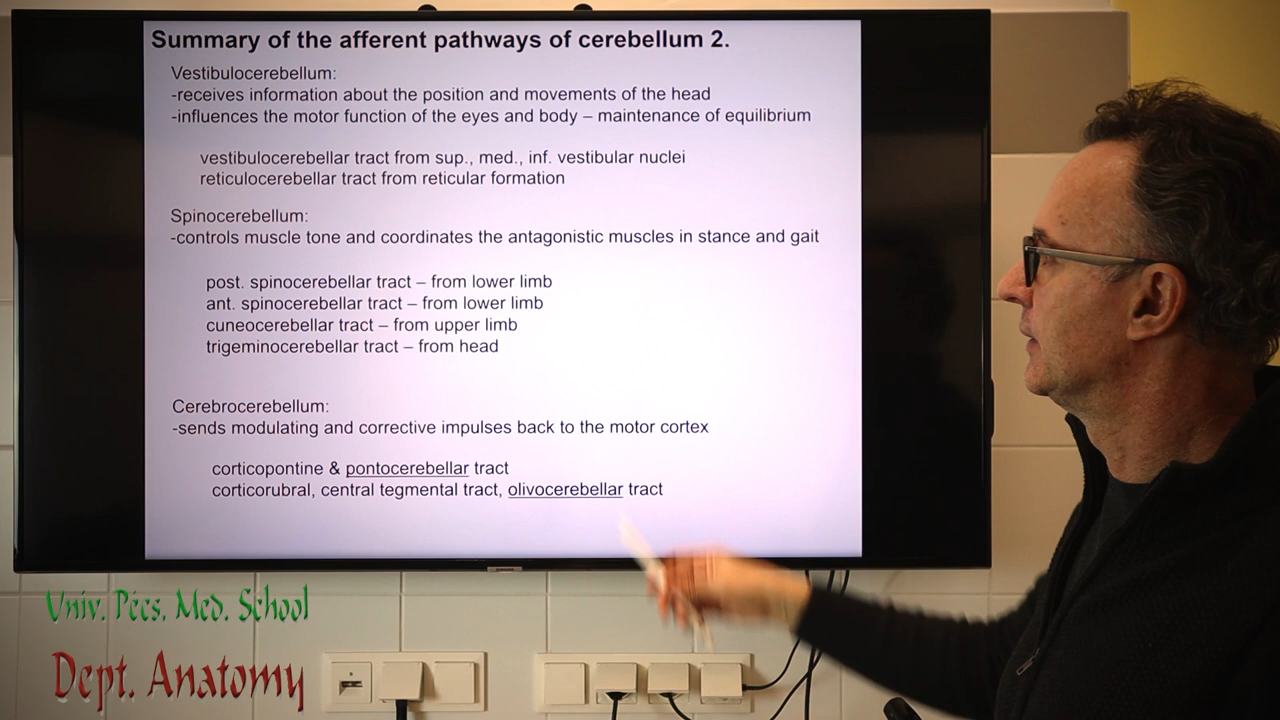 Summary of the afferent pathways of cerebellum 2.
Vestibulocerebellum:
-receives information about the position and movements of the head
-influences the motor function of the eyes and body – maintenance of equilibrium
vestibulocerebellar tract from sup., med., inf. vestibular nuclei
reticulocerebellar tract from reticular formation
Spinocerebellum:
-controls muscle tone and coordinates the antagonistic muscles in stance and gait
post. spinocerebellar tract – from lower limb
ant. spinocerebellar tract – from lower limb
cuneocerebellar tract – from upper limb
trigeminocerebellar tract – from head
Cerebrocerebellum:
-sends modulating and corrective impulses back to the motor cortex
corticopontine & pontocerebellar tract
corticorubral, central tegmental tract, olivocerebellar tract
Univ. Pécs. Med. School
Dept. Anatomy